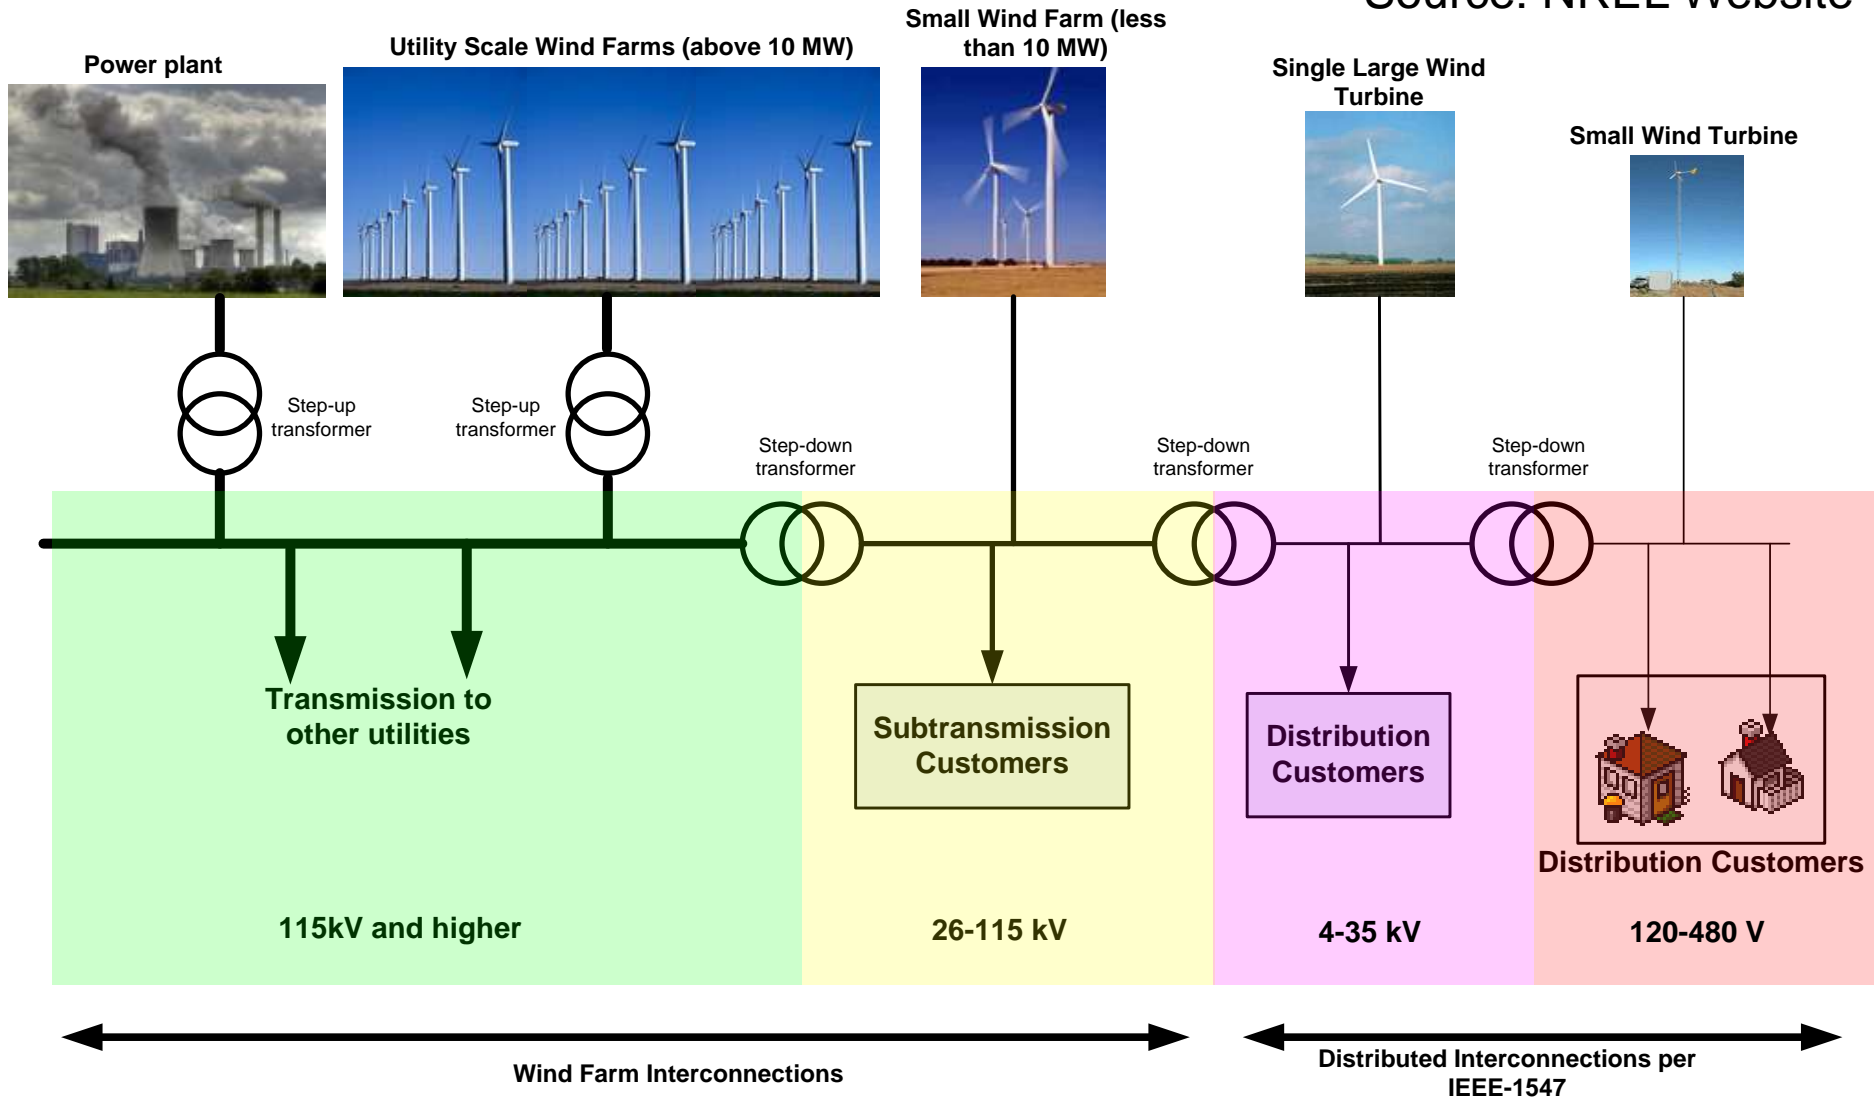 Source: NREL Website
Power plant
Utility Scale Wind Farms (above 10 MW)
Small Wind Farm (less
than 10 MW)
Single Large Wind
Turbine
Small Wind Turbine
Step-up
transformer
Step-up
transformer
Step-down
transformer
Step-down
transformer
Step-down
transformer
Transmission to
other utilities
Subtransmission
Customers
Distribution
Customers
Distribution Customers
115kV and higher
26-115 kV
4-35 kV
120-480 V
Wind Farm Interconnections
Distributed Interconnections per
IEEE-1547